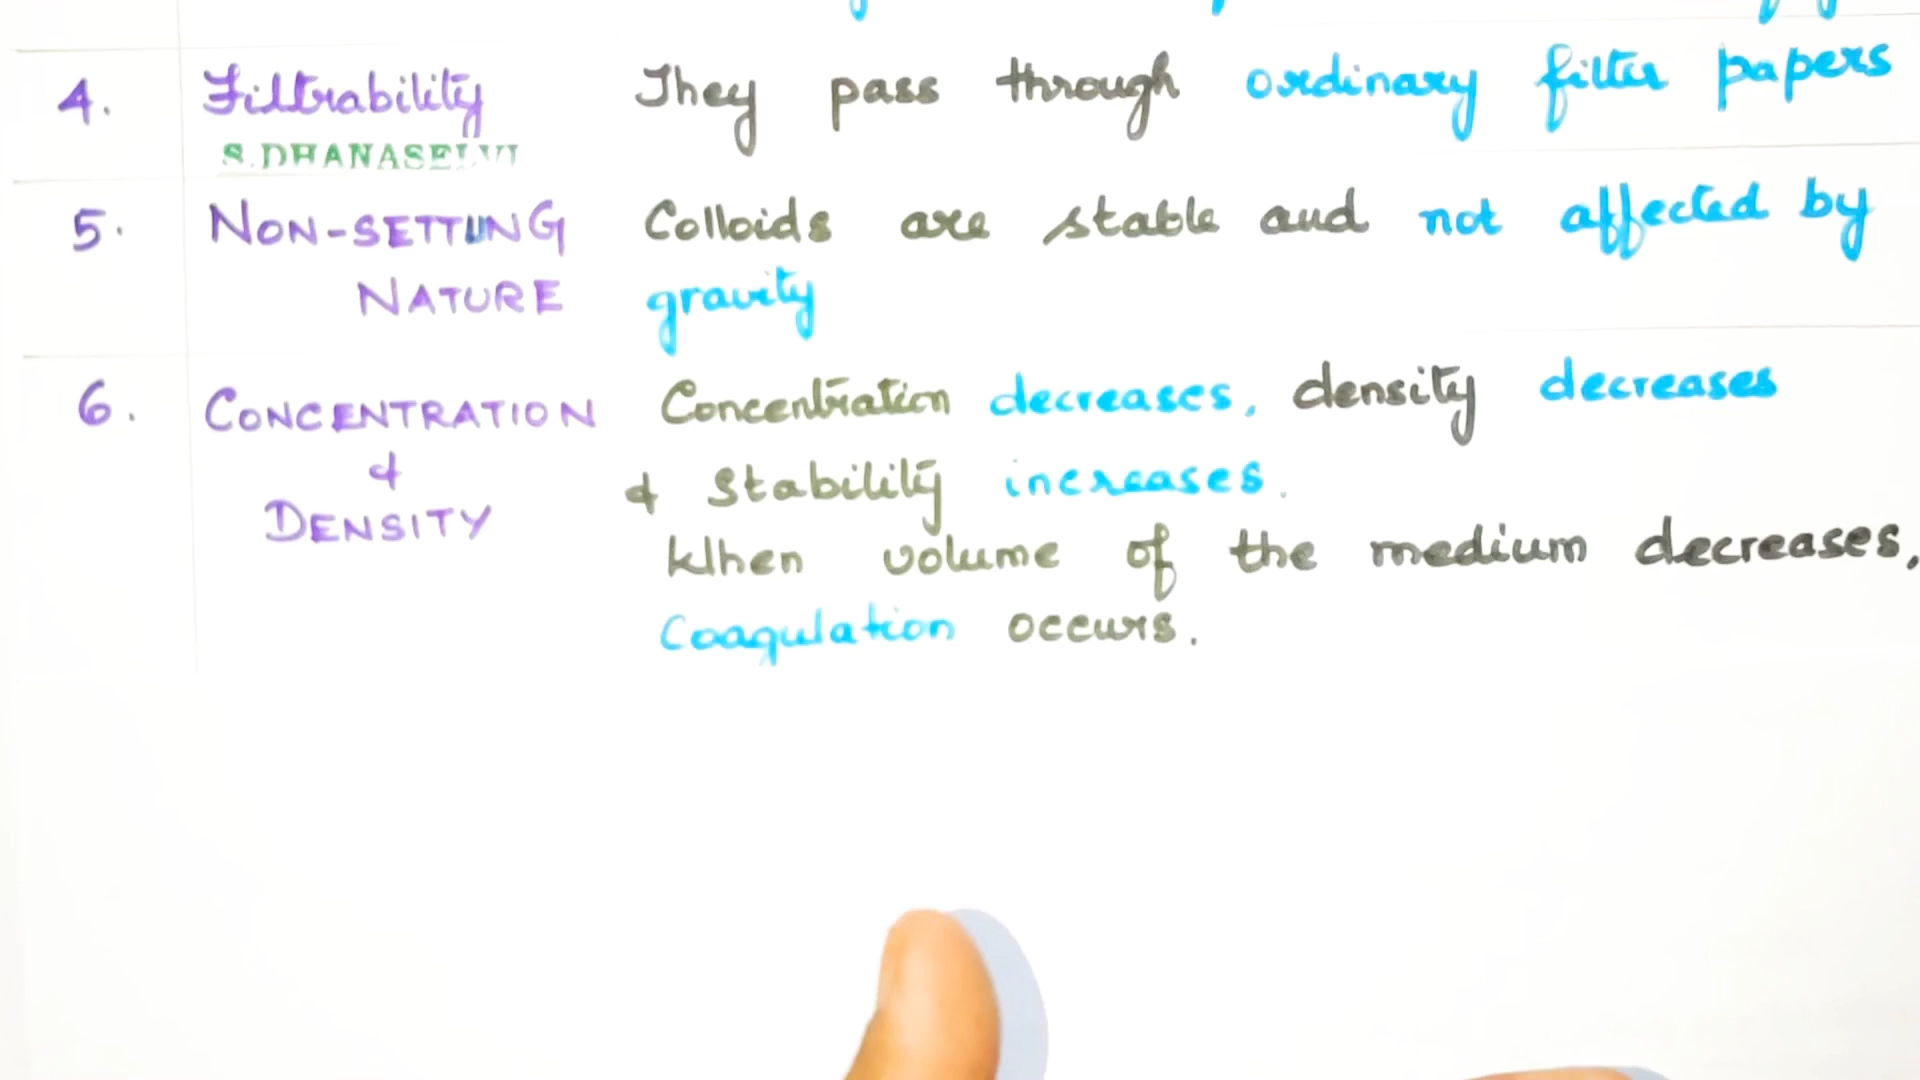 4. Filtrability They pass through ordinary filter papers
S.DHANASELVI
5. NON-SETTLING Colloids are stable and not affected by
NATURE gravity
6. CONCENTRATION Concentration decreases, density decreases
& & Stability increases.
DENSITY When volume of the medium decreases,
Coagulation occurs.